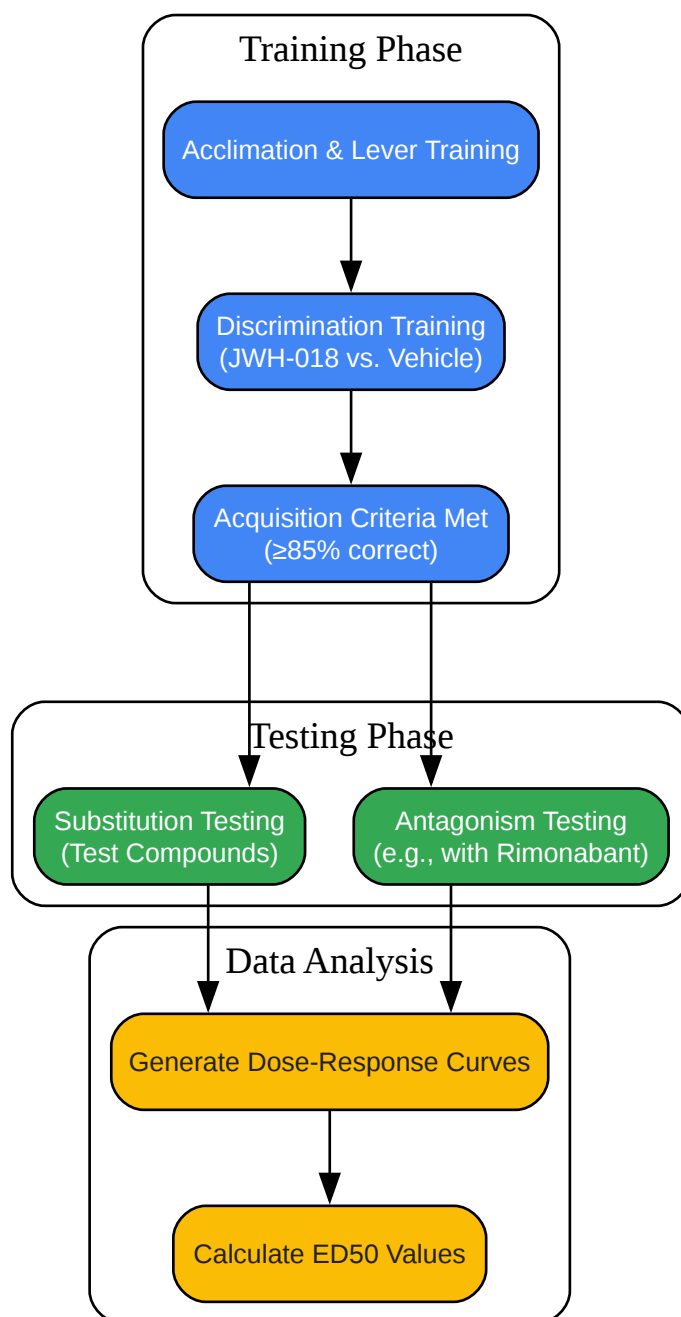 Training Phase
Acclimation & Lever Training
Discrimination Training
(JWH-018 vs. Vehicle)
Acquisition Criteria Met
(≥85% correct)
Testing Phase
Substitution Testing
(Test Compounds)
Antagonism Testing
(e.g., with Rimonabant)
Data Analysis
Generate Dose-Response Curves
Calculate ED50 Values